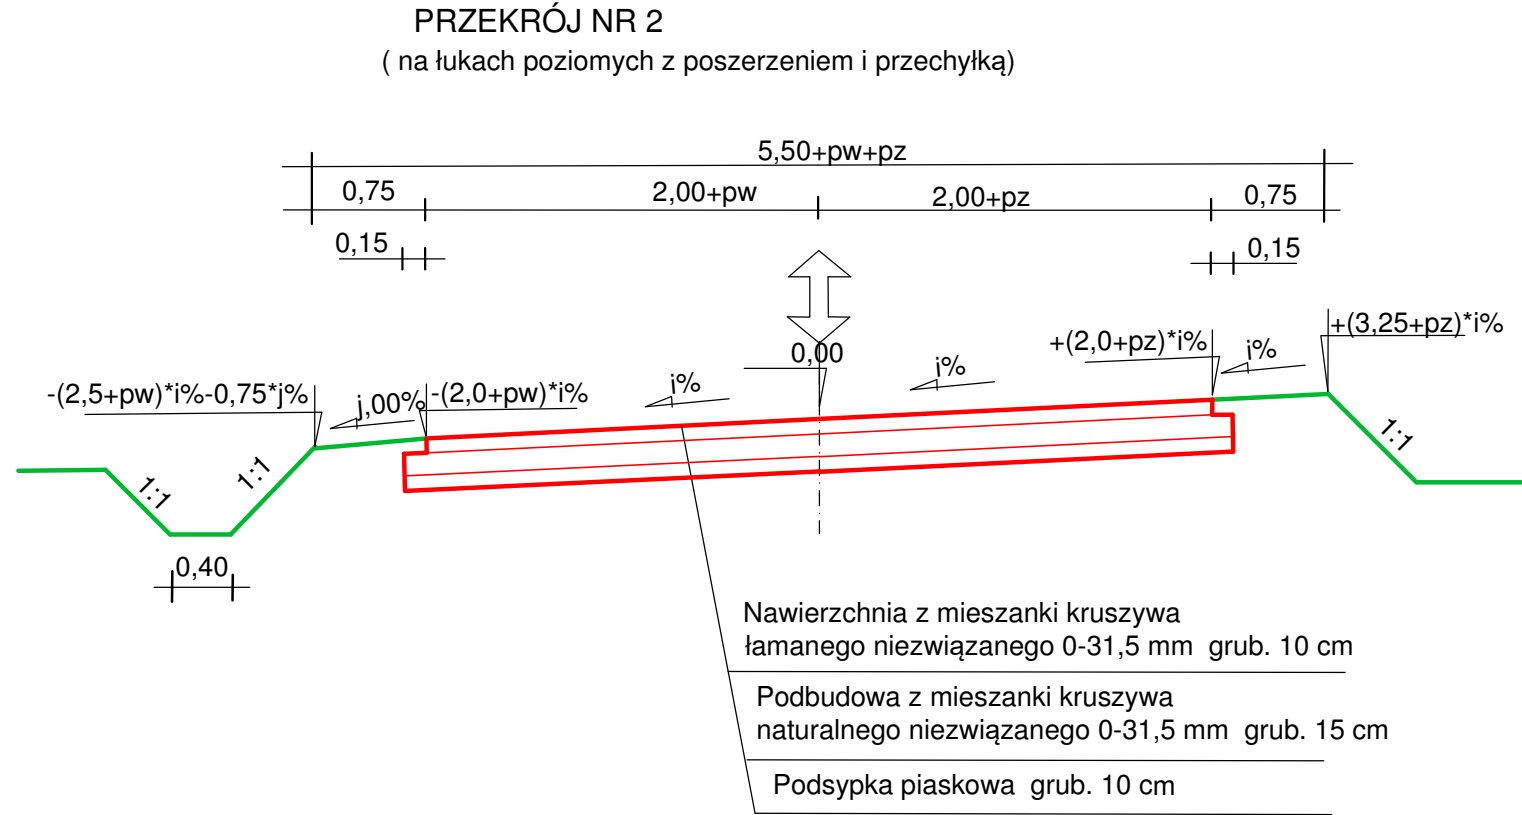 PRZEKRÓJ NR 2
( na łukach poziomych z poszerzeniem i przechyłką)
5,50+pw+pz
0,75
2,00+pw
2,00+pz
0,75
0,15
0,15
+(3,25+pz)*i%
+(2,0+pz)*i%
i%
0,00
i%
i%
-(2,5+pw)*i%-0,75*j%
j,00%
-(2,0+pw)*i%
1:1
1:1
1:1
0,40
Nawierzchnia z mieszanki kruszywa
łamanego niezwiązanego 0-31,5 mm grub. 10 cm
Podbudowa z mieszanki kruszywa
naturalnego niezwiązanego 0-31,5 mm grub. 15 cm
Podsypka piaskowa grub. 10 cm